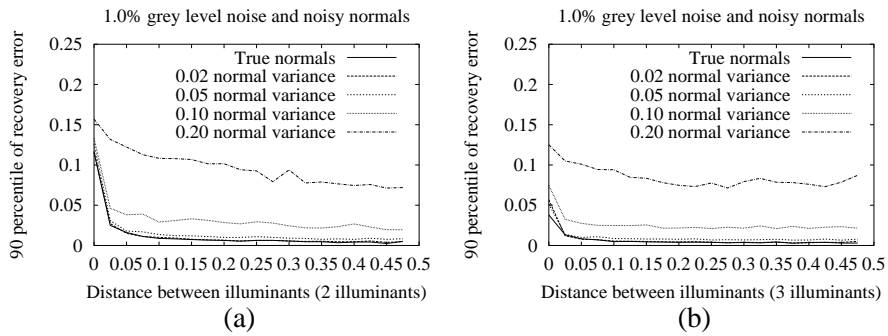 1.0% grey level noise and noisy normals
90 percentile of recovery error
0.25
0.2
0.15
0.1
0.05
0
True normals
0.02 normal variance
0.05 normal variance
0.10 normal variance
0.20 normal variance
0 0.05 0.1 0.15 0.2 0.25 0.3 0.35 0.4 0.45 0.5
Distance between illuminants (2 illuminants)
(a)
1.0% grey level noise and noisy normals
90 percentile of recovery error
0.25
0.2
0.15
0.1
0.05
0
True normals
0.02 normal variance
0.05 normal variance
0.10 normal variance
0.20 normal variance
0 0.05 0.1 0.15 0.2 0.25 0.3 0.35 0.4 0.45 0.5
Distance between illuminants (3 illuminants)
(b)